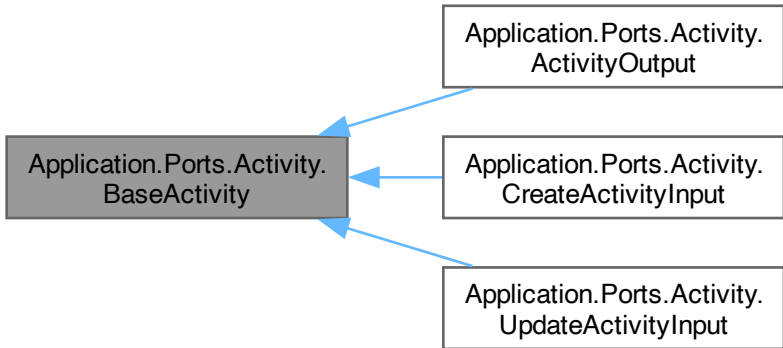 Application.Ports.Activity.
BaseActivity
Application.Ports.Activity.
ActivityOutput
Application.Ports.Activity.
CreateActivityInput
Application.Ports.Activity.
UpdateActivityInput